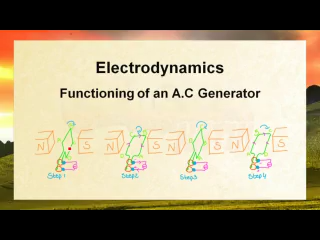 Electrodynamics
Functioning of an A.C Generator
N S N S N S N S
Step 1 Step 2 Step 3 Step 4